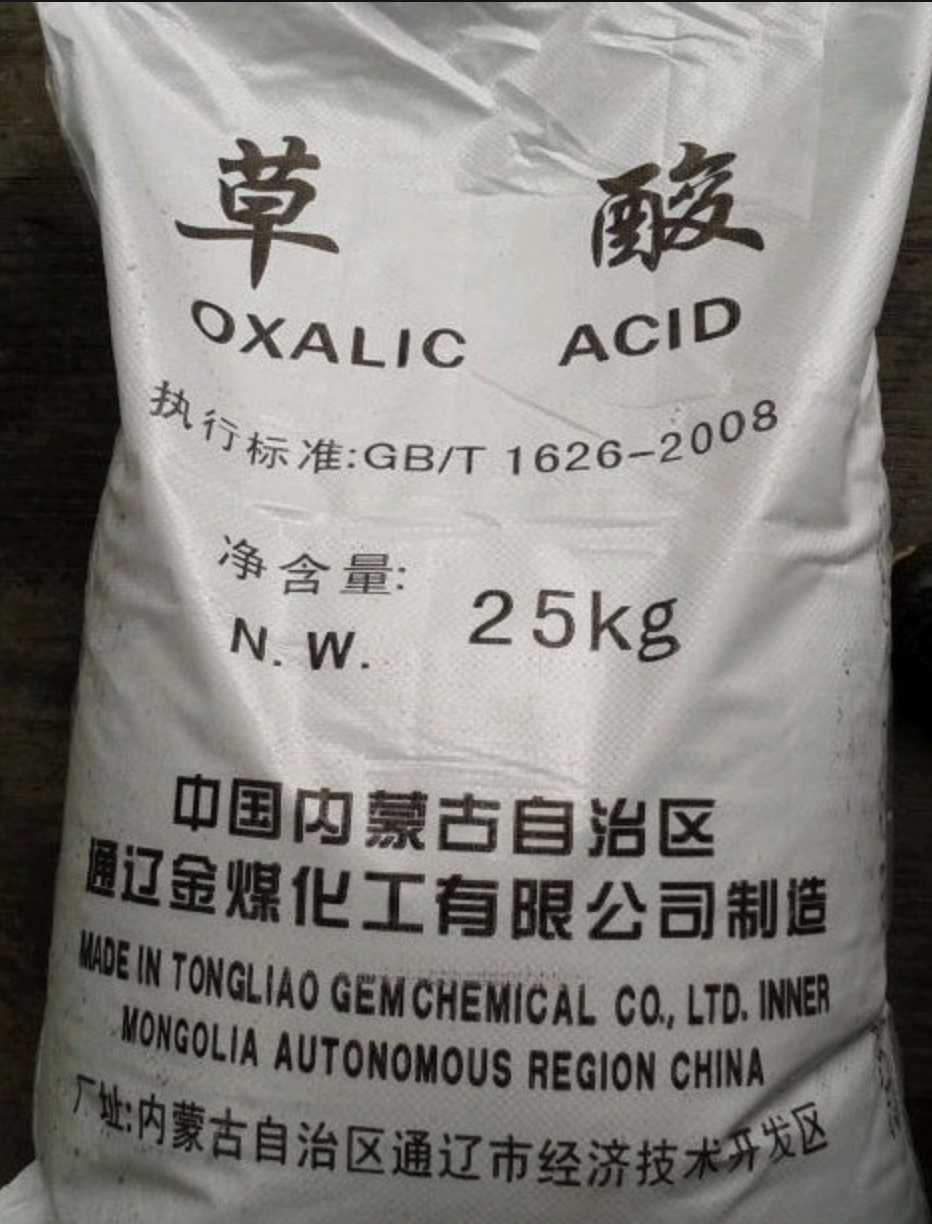 草 酸
OXALIC ACID
执行标准:GB/T 1626-2008
净含量: 25kg
N. W.
中国内蒙古自治区
通辽金煤化工有限公司制造
MADE IN TONGLIAO GEM CHEMICAL CO., LTD. INNER
MONGOLIA AUTONOMOUS REGION CHINA
厂址:内蒙古自治区通辽市经济技术开发区